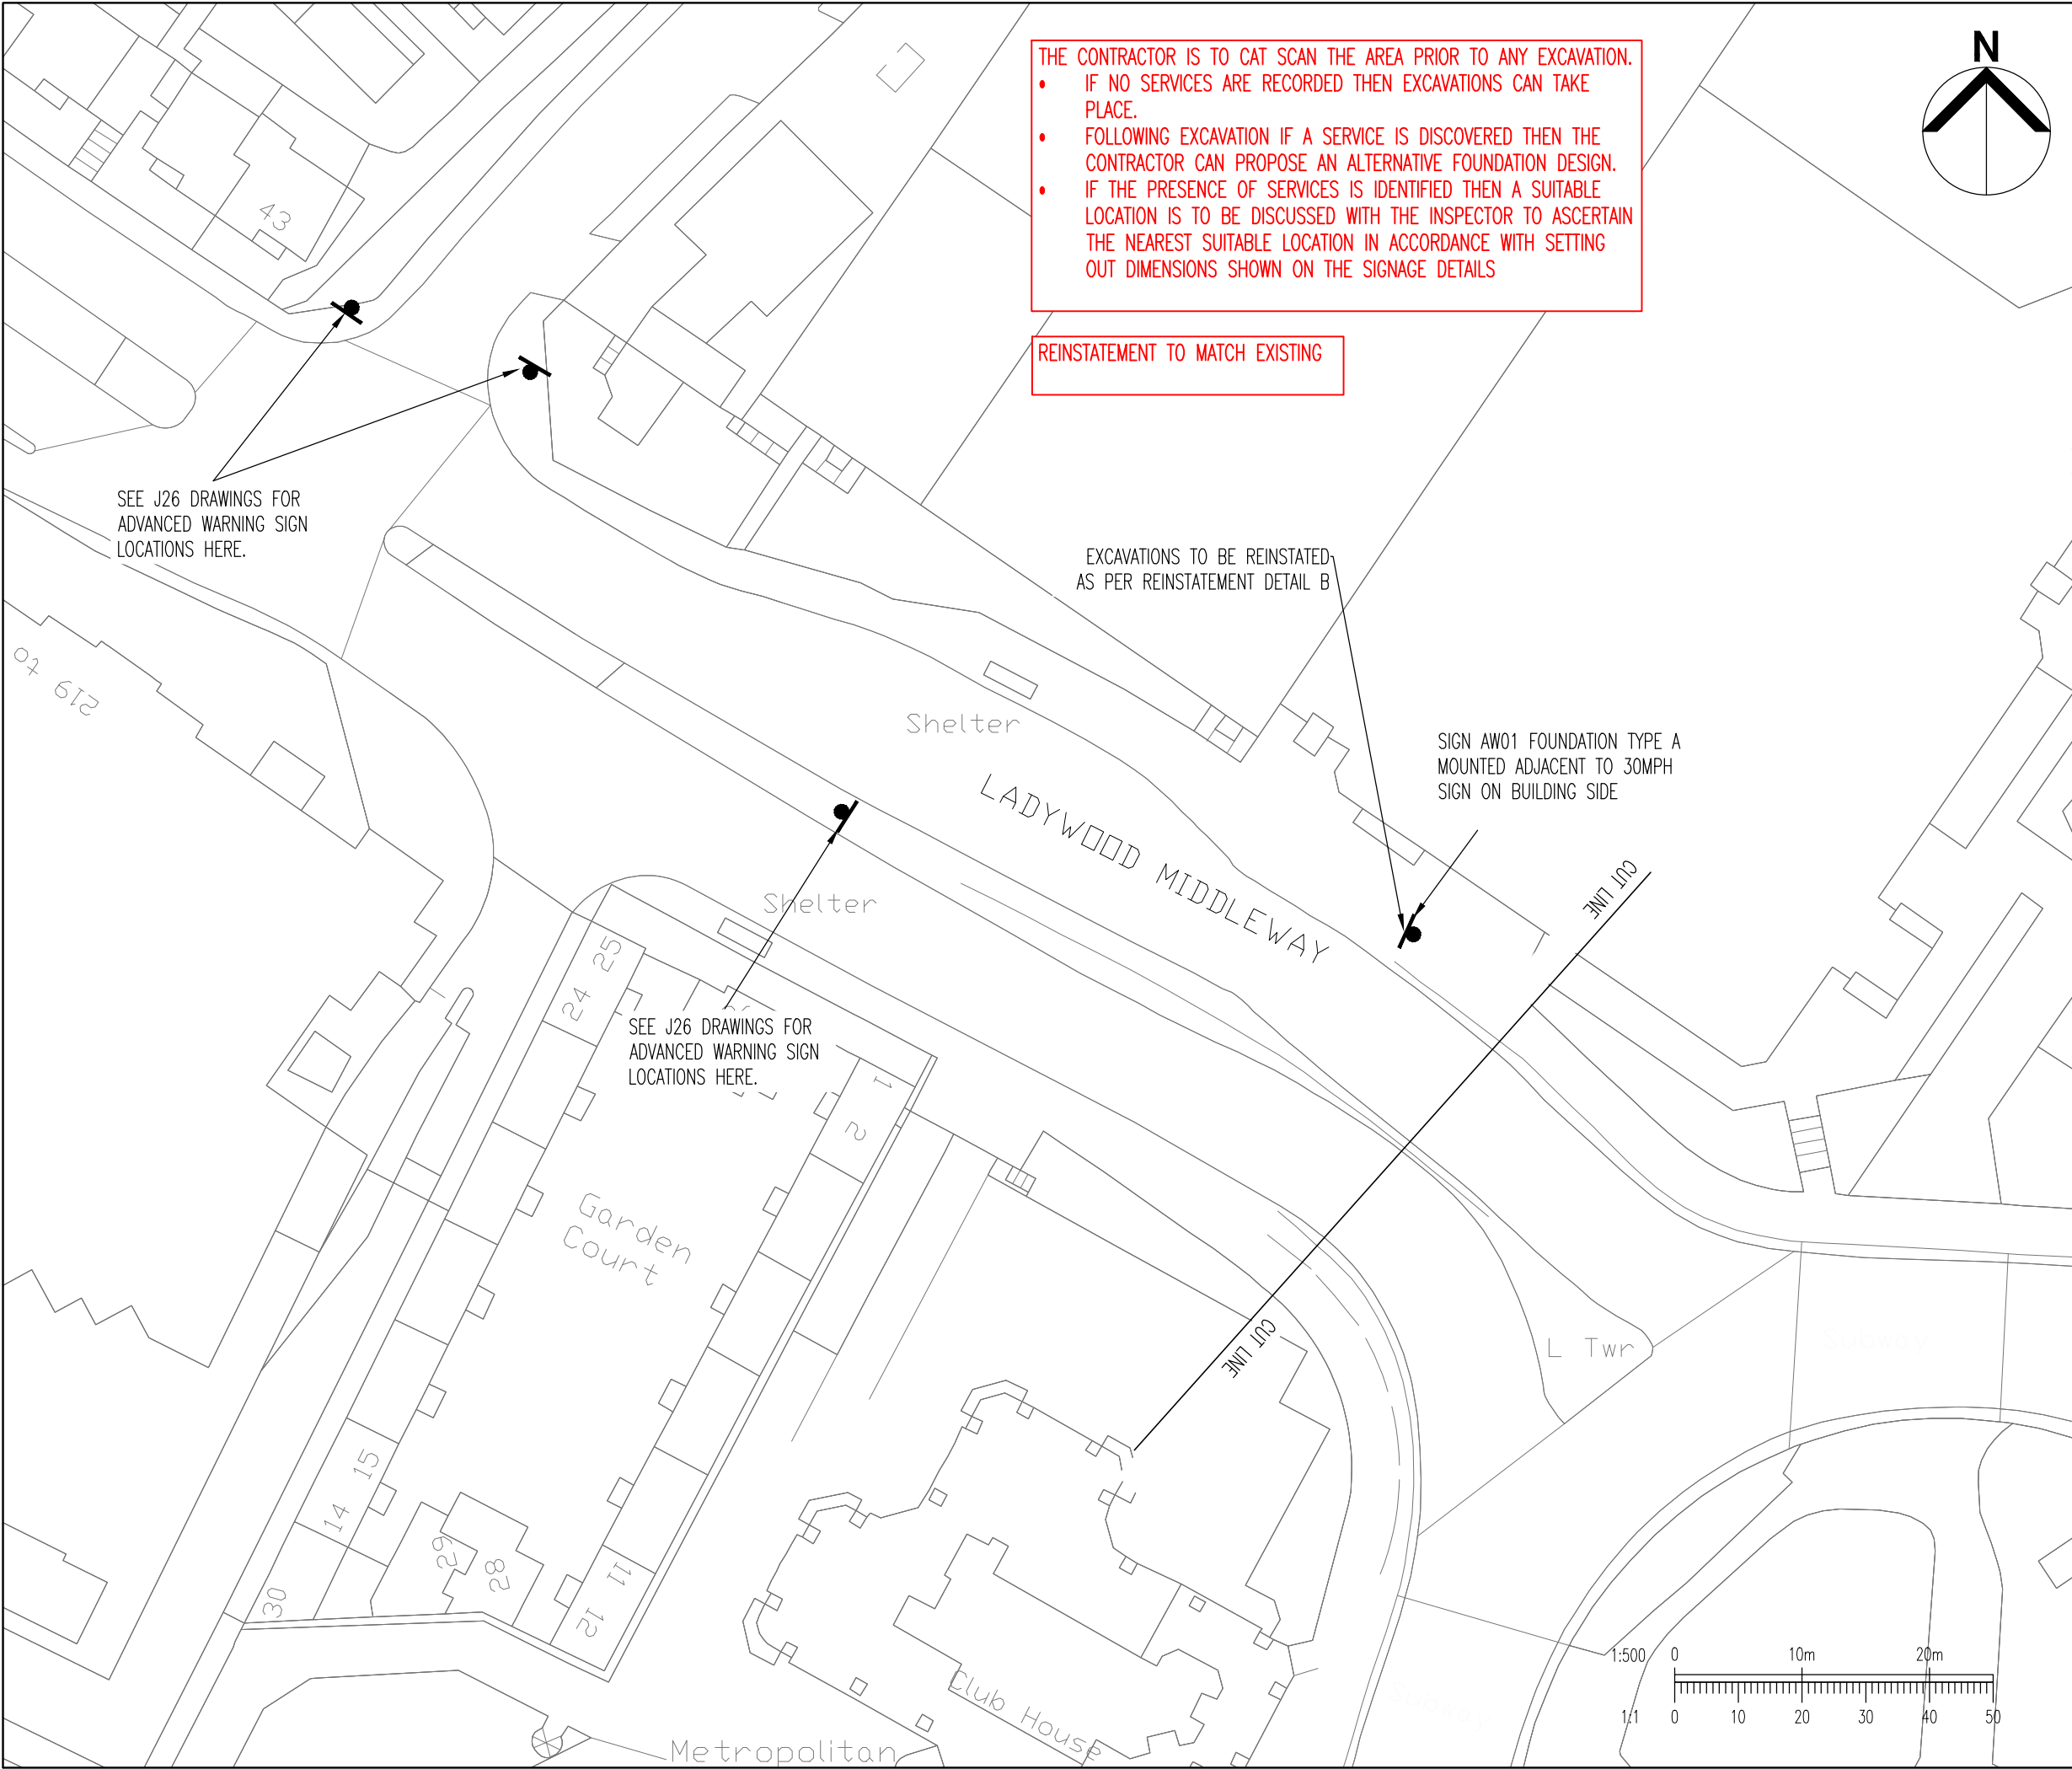 N
THE CONTRACTOR IS TO CAT SCAN THE AREA PRIOR TO ANY EXCAVATION.
• IF NO SERVICES ARE RECORDED THEN EXCAVATIONS CAN TAKE
PLACE.
• FOLLOWING EXCAVATION IF A SERVICE IS DISCOVERED THEN THE
CONTRACTOR CAN PROPOSE AN ALTERNATIVE FOUNDATION DESIGN.
• IF THE PRESENCE OF SERVICES IS IDENTIFIED THEN A SUITABLE
LOCATION IS TO BE DISCUSSED WITH THE INSPECTOR TO ASCERTAIN
THE NEAREST SUITABLE LOCATION IN ACCORDANCE WITH SETTING
OUT DIMENSIONS SHOWN ON THE SIGNAGE DETAILS
REINSTATEMENT TO MATCH EXISTING
43
SEE J26 DRAWINGS FOR
ADVANCED WARNING SIGN
LOCATIONS HERE.
EXCAVATIONS TO BE REINSTATED
AS PER REINSTATEMENT DETAIL B
219 to
Shelter
SIGN AW01 FOUNDATION TYPE A
MOUNTED ADJACENT TO 30MPH
SIGN ON BUILDING SIDE
LADYWOOD MIDDLEWAY
CUT LINE
Shelter
25
24
SEE J26 DRAWINGS FOR
ADVANCED WARNING SIGN
LOCATIONS HERE.
1
2
Garden
Court
CUT LINE
L Twr
Subway
15
14
29
28
11
12
30
Club House
Metropolitan
Subway
1:500 0 10m 20m
1:1 0 10 20 30 40 50